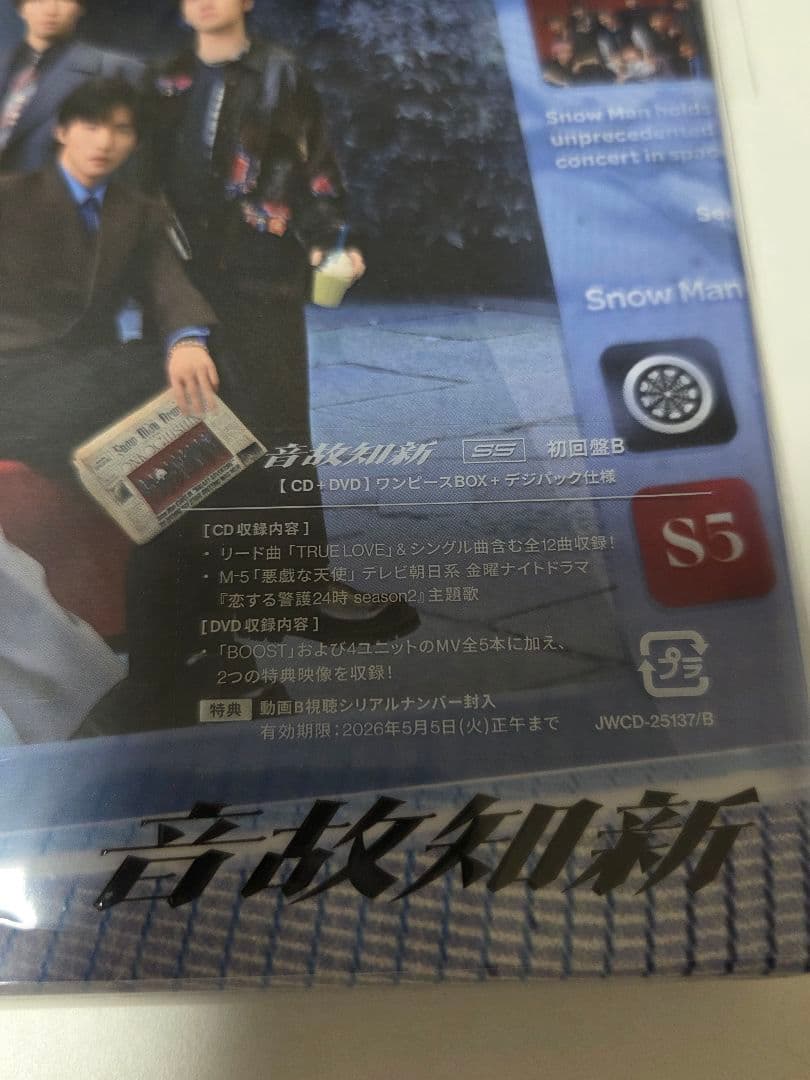 Snow Man holds
unprecedented
concert in spac
Se
Snow Man
Snow Man News
音故知新 S5 初回盤B
【 CD + DVD 】 ワンピースBOX + デジパック仕様
[ CD 収録内容 ]
・ リード曲 「TRUE LOVE」 & シングル曲含む全12曲収録!
・ M-5 「悪戯な天使」 テレビ朝日系 金曜ナイトドラマ
『恋する警護24時 season2』 主題歌
[ DVD 収録内容 ]
・ 「BOOST」 および4ユニットのMV全5本に加え、
2つの特典映像を収録!
特典 動画B視聴シリアルナンバー封入
有効期限 : 2026年5月5日(火)正午まで
S5
プラ
JWCD-25137/B
音故知新